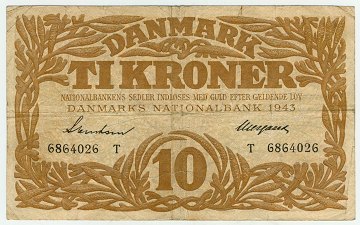 DANMARK
TI KRONER
NATIONALBANKENS SEDLER INDLØSES MED GULD EFTER GÆLDENDE LOV
DANMARKS NATIONALBANK 1943
6864026 T T 6864026
10